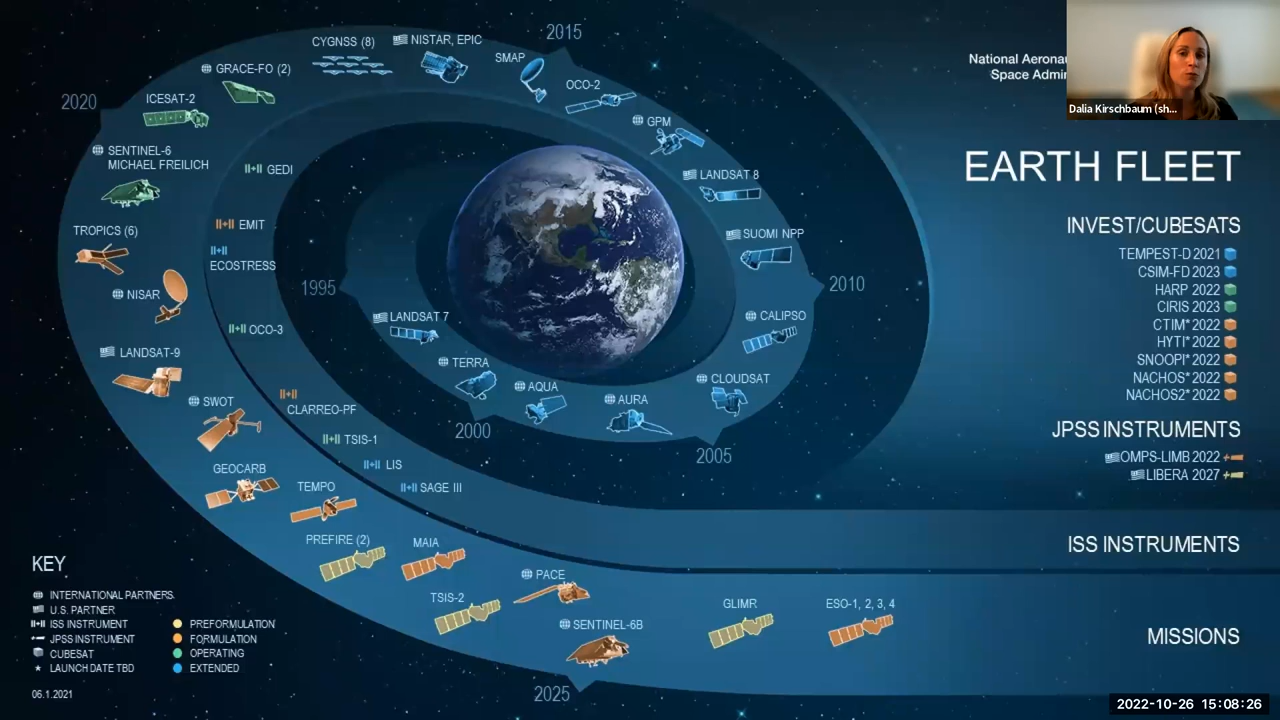 2015
CYGNSS (8)
NISTAR, EPIC
SMAP
GRACE-FO (2)
OCO-2
ICESAT-2
2020
GPM
SENTINEL-6
MICHAEL FREILICH
LANDSAT 8
GEDI
TROPICS (6)
EMIT
SUOMI NPP
ECOSTRESS
1995
2010
NISAR
LANDSAT 7
CALIPSO
OCO-3
LANDSAT-9
TERRA
AQUA
CLOUDSAT
AURA
SWOT
CLARREO-PF
2000
2005
TSIS-1
LIS
GEOCARB
TEMPO
SAGE III
PREFIRE (2)
MAIA
PACE
TSIS-2
SENTINEL-6B
GLIMR
ESO-1, 2, 3, 4
2025
National Aeronau
Space Admin
Dalia Kirschbaum (sh...
EARTH FLEET
INVEST/CUBESATS
TEMPEST-D 2021
CSIM-FD 2023
HARP 2022
CIRIS 2023
CTIM* 2022
HYTI* 2022
SNOOPI* 2022
NACHOS* 2022
NACHOS2* 2022
JPSS INSTRUMENTS
OMPS-LIMB 2022
LIBERA 2027
ISS INSTRUMENTS
MISSIONS
KEY
INTERNATIONAL PARTNERS
U.S. PARTNER
ISS INSTRUMENT
JPSS INSTRUMENT
CUBESAT
* LAUNCH DATE TBD
PREFORMULATION
FORMULATION
OPERATING
EXTENDED
06.1.2021
2022-10-26 15:08:26